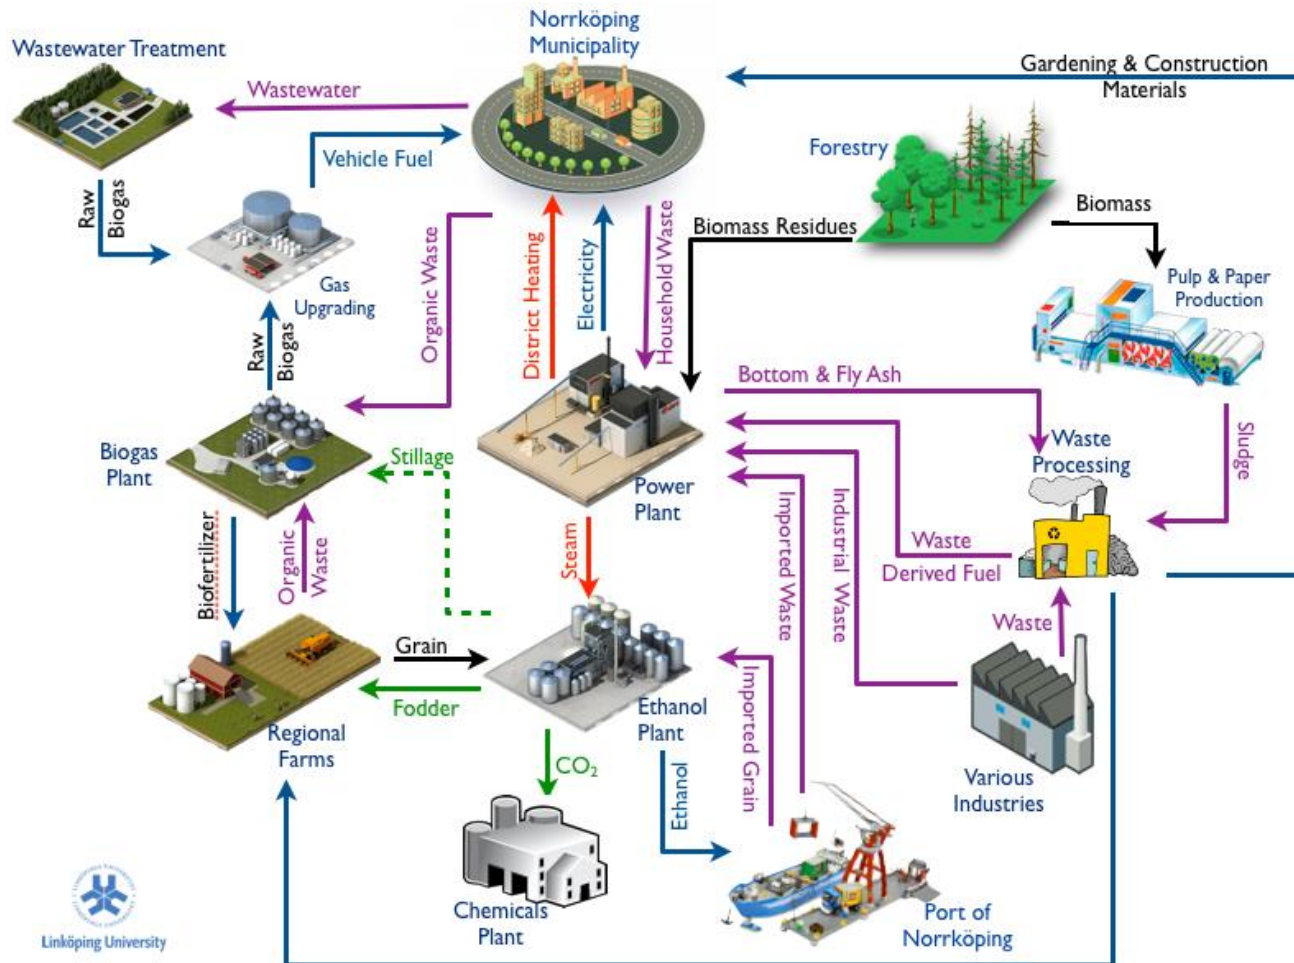 Norrköping
Municipality
Wastewater Treatment
Wastewater
Gardening & Construction
Materials
Vehicle Fuel
Forestry
Raw
Biogas
Biomass Residues
Biomass
Organic Waste
District Heating
Electricity
Household Waste
Gas
Upgrading
Pulp & Paper
Production
Raw
Biogas
Bottom & Fly Ash
Sludge
Biogas
Plant
Stillage
Waste
Processing
Power
Plant
Imported Waste
Industrial Waste
Biofertilizer
Organic
Waste
Steam
Waste
Derived Fuel
Waste
Grain
Fodder
Regional
Farms
Ethanol
Plant
Imported Grain
CO₂
Ethanol
Various
Industries
Chemicals
Plant
Port of
Norrköping
Linköping University